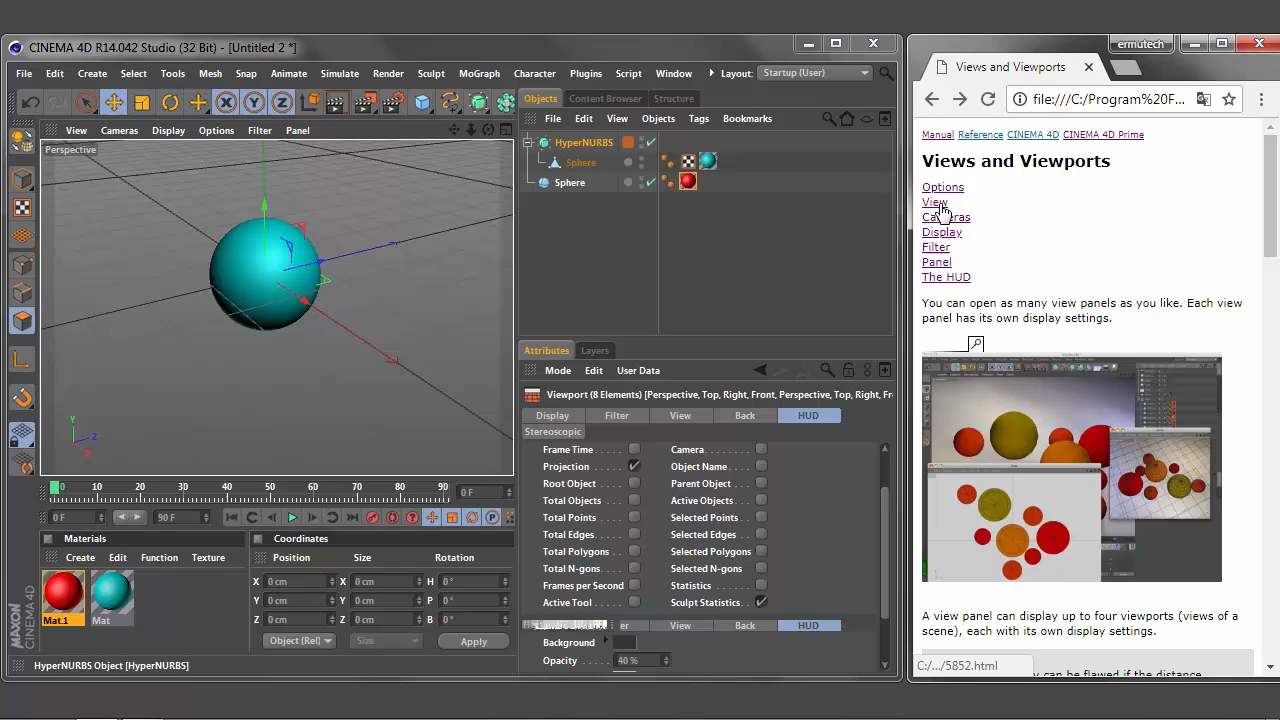 CINEMA 4D R14.042 Studio (32 Bit) - [Untitled 2 *]
File Edit Create Select Tools Mesh Snap Animate Simulate Render Sculpt MoGraph Character Plugins Script Window Layout: Startup (User)
X Y Z
View Cameras Display Options Filter Panel
Perspective
Y
Z
X
0 10 20 30 40 50 60 70 80 90 0 F
0 F 90 F
P
Materials
Create Edit Function Texture
Mat.1 Mat
MAXON
CINEMA 4D
Coordinates
Position Size Rotation
X 0 cm X 0 cm H 0 °
Y 0 cm Y 0 cm P 0 °
Z 0 cm Z 0 cm B 0 °
Object (Rel) Size Apply
HyperNURBS Object [HyperNURBS]
Objects Content Browser Structure
File Edit View Objects Tags Bookmarks
HyperNURBS
Sphere
Sphere
Attributes Layers
Mode Edit User Data
Viewport (8 Elements) [Perspective, Top, Right, Front, Perspective, Top, Right, Fr
Display Filter View Back HUD
Stereoscopic
Frame Time Camera
Projection Object Name
Root Object Parent Object
Total Objects Active Objects
Total Points Selected Points
Total Edges Selected Edges
Total Polygons Selected Polygons
Total N-gons Selected N-gons
Frames per Second Statistics
Active Tool Sculpt Statistics
er View Back HUD
Background
Opacity 40 %
ermutech
Views and Viewports
file:///C:/Program%20F...
Manual Reference CINEMA 4D CINEMA 4D Prime
Views and Viewports
Options
View
Cameras
Display
Filter
Panel
The HUD
You can open as many view panels as you like. Each view
panel has its own display settings.
A view panel can display up to four viewports (views of a
scene), each with its own display settings.
y can be flawed if the distance
C:/.../5852.html